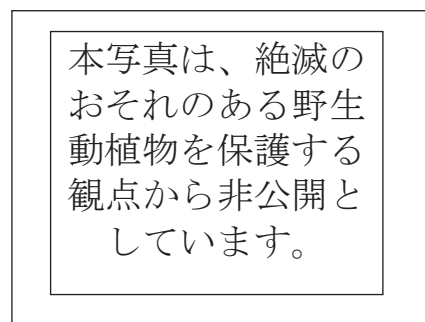 本写真は、絶滅の
おそれのある野生
動植物を保護する
観点から非公開と
しています。